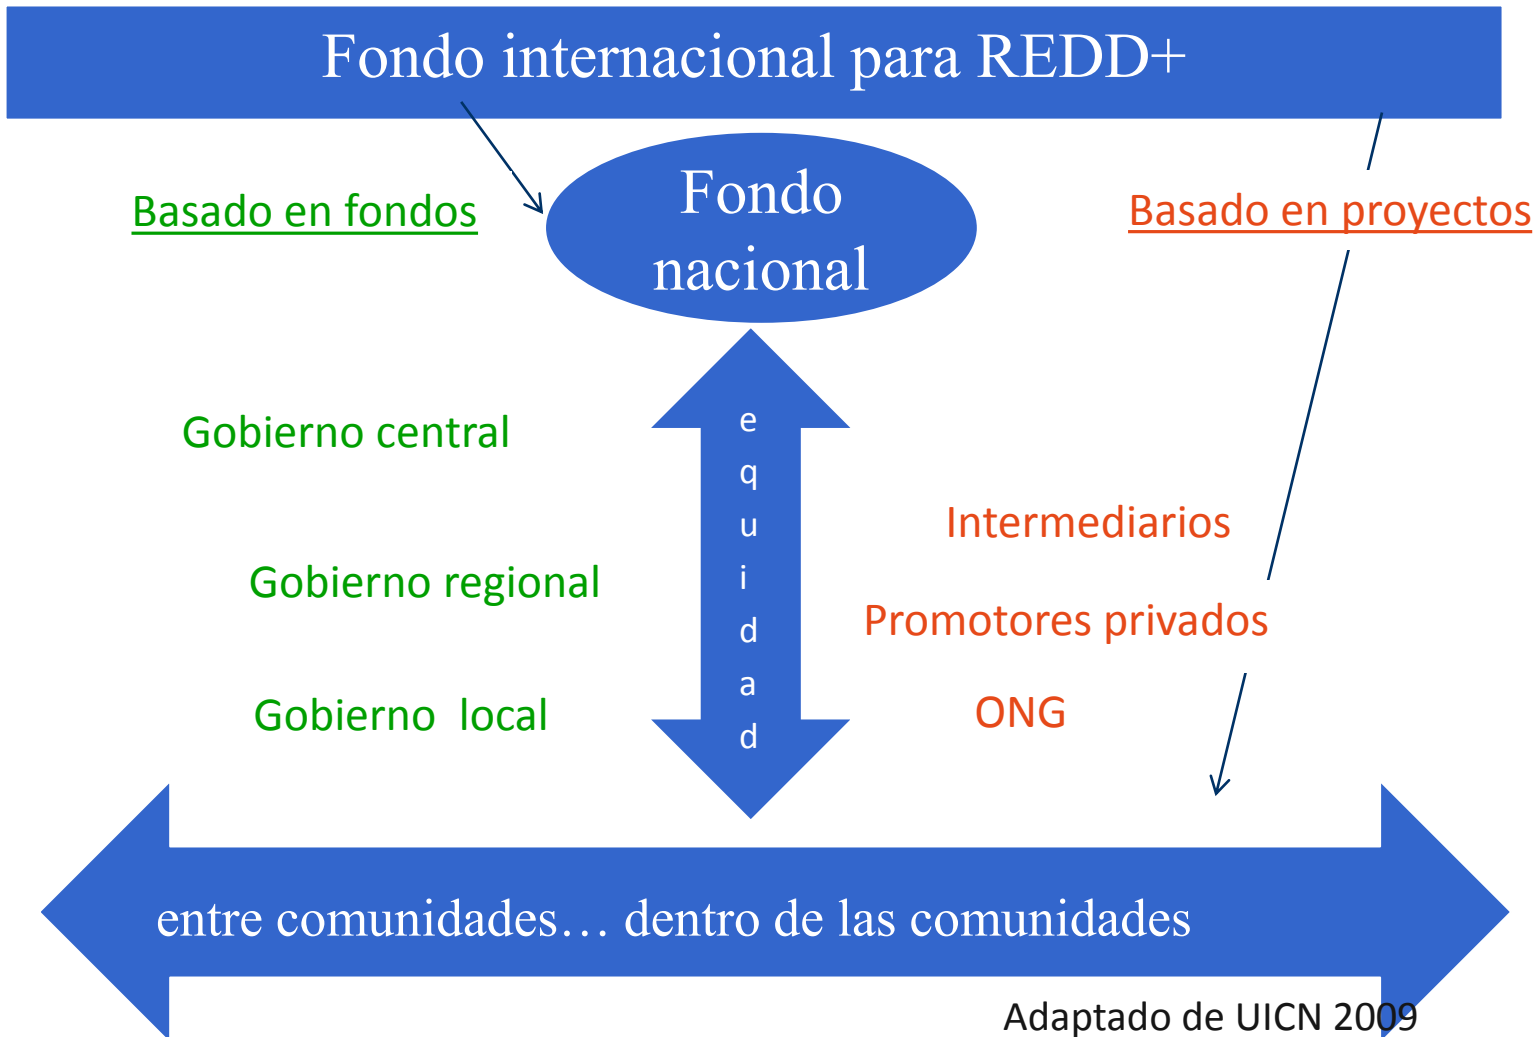 Fondo internacional para REDD+
Basado en fondos
Fondo
nacional
Basado en proyectos
Gobierno central
Gobierno regional
Gobierno  local
e
q
u
i
d
a
d
Intermediarios
Promotores privados
ONG
entre comunidades… dentro de las comunidades
Adaptado de UICN 2009